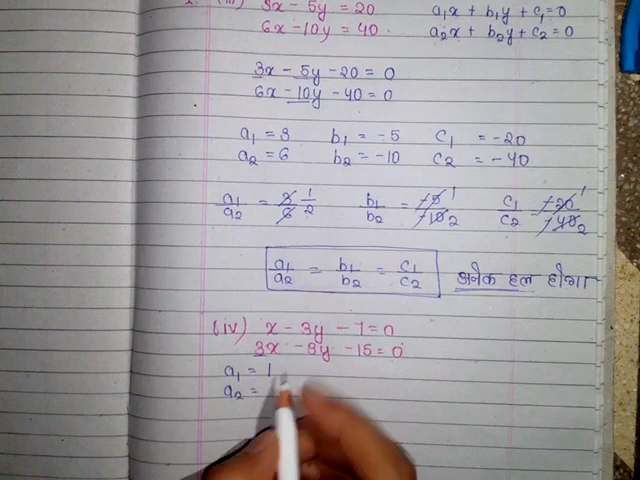 (iii) 3x - 5y = 20
6x - 10y = 40.
a₁x + b₁y + c₁ = 0
a₂x + b₂y + c₂ = 0
3x - 5y - 20 = 0
6x - 10y - 40 = 0
a₁ = 3 b₁ = -5 c₁ = -20
a₂ = 6 b₂ = -10 c₂ = -40
a₁/a₂ = 3/6 1/2 b₁/b₂ = -5/-10 1/2 c₁/c₂ = -20/-40 1/2
a₁/a₂ = b₁/b₂ = c₁/c₂ अनेक हल होगा
(iv) x - 3y - 7 = 0
3x - 3y - 15 = 0
a₁ = 1
a₂ =